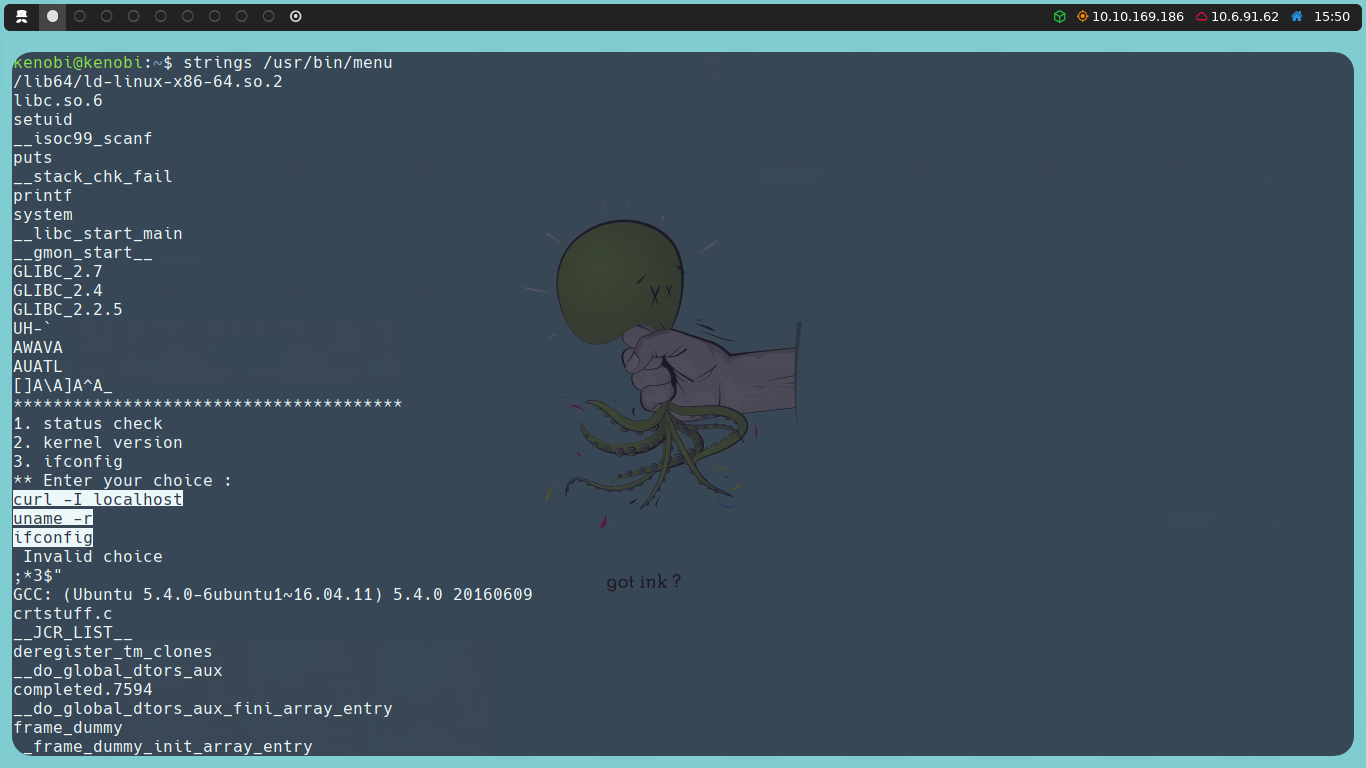 10.10.169.186 10.6.91.62 15:50
kenobi@kenobi:~$ strings /usr/bin/menu
/lib64/ld-linux-x86-64.so.2
libc.so.6
setuid
__isoc99_scanf
puts
__stack_chk_fail
printf
system
__libc_start_main
__gmon_start__
GLIBC_2.7
GLIBC_2.4
GLIBC_2.2.5
UH-`
AWAVA
AUATL
[]A\A]A^A_
***************************************
1. status check
2. kernel version
3. ifconfig
** Enter your choice :
curl -I localhost
uname -r
ifconfig
 Invalid choice
;*3$"
GCC: (Ubuntu 5.4.0-6ubuntu1~16.04.11) 5.4.0 20160609
crtstuff.c
__JCR_LIST__
deregister_tm_clones
__do_global_dtors_aux
completed.7594
__do_global_dtors_aux_fini_array_entry
frame_dummy
__frame_dummy_init_array_entry
got ink ?